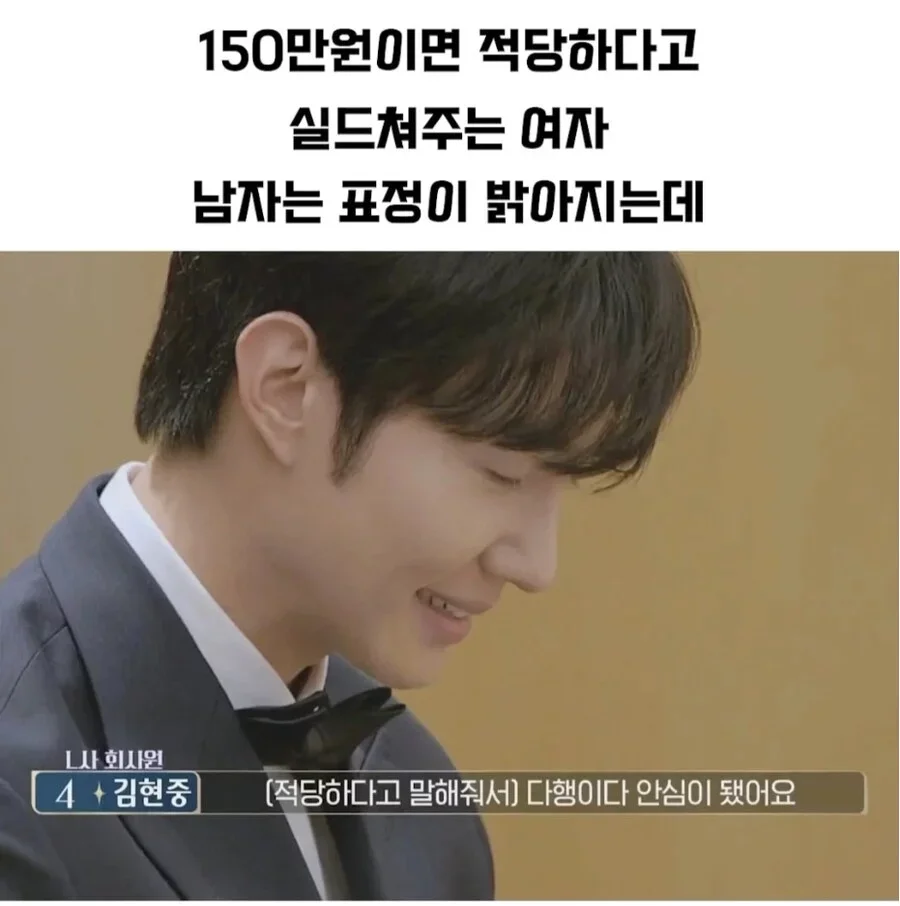 150만원이면 적당하다고
실드쳐주는 여자
남자는 표정이 밝아지는데
L사 회사원
4 김현중
(적당하다고 말해줘서) 다행이다 안심이 됐어요